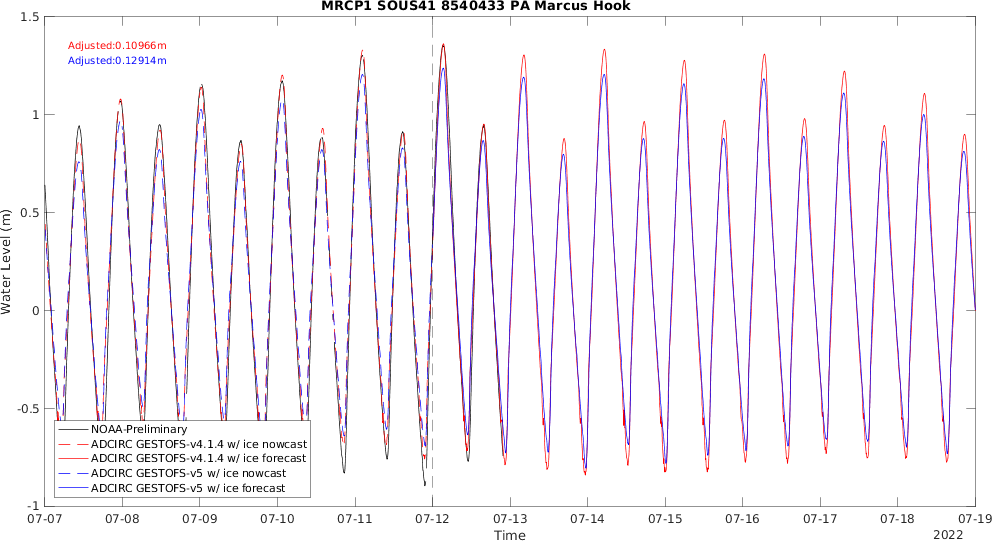 MRCP1 SOUS41 8540433 PA Marcus Hook
1.5
Adjusted:0.10966m
Adjusted:0.12914m
1
0.5
Water Level (m)
0
-0.5
NOAA-Preliminary
ADCIRC GESTOFS-v4.1.4 w/ ice nowcast
ADCIRC GESTOFS-v4.1.4 w/ ice forecast
ADCIRC GESTOFS-v5 w/ ice nowcast
ADCIRC GESTOFS-v5 w/ ice forecast
-1
07-07 07-08 07-09 07-10 07-11 07-12 07-13 07-14 07-15 07-16 07-17 07-18 07-19
Time
2022